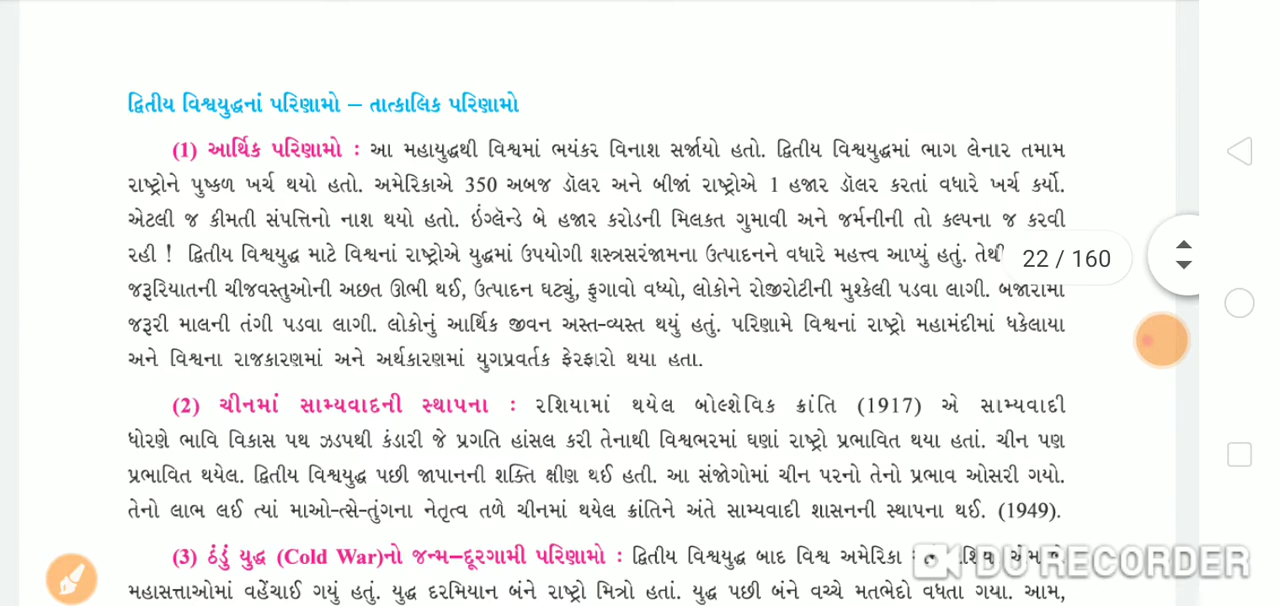 દ્વિતીય વિશ્વયુદ્ધનાં પરિણામો – તાત્કાલિક પરિણામો
(1) આર્થિક પરિણામો : આ મહાયુદ્ધથી વિશ્વમાં ભયંકર વિનાશ સર્જાયો હતો. દ્વિતીય વિશ્વયુદ્ધમાં ભાગ લેનાર તમામ
રાષ્ટ્રોને પુષ્કળ ખર્ચ થયો હતો. અમેરિકાએ 350 અબજ ડૉલર અને બીજાં રાષ્ટ્રોએ 1 હજાર ડૉલર કરતાં વધારે ખર્ચ કર્યો.
એટલી જ કીમતી સંપત્તિનો નાશ થયો હતો. ઇંગ્લૅન્ડે બે હજાર કરોડની મિલકત ગુમાવી અને જર્મનીની તો કલ્પના જ કરવી
રહી ! દ્વિતીય વિશ્વયુદ્ધ માટે વિશ્વનાં રાષ્ટ્રોએ યુદ્ધમાં ઉપયોગી શસ્ત્રસરંજામના ઉત્પાદનને વધારે મહત્ત્વ આપ્યું હતું. તેથી
22 / 160
જરૂરિયાતની ચીજવસ્તુઓની અછત ઊભી થઈ, ઉત્પાદન ઘટ્યું, ફુગાવો વધ્યો, લોકોને રોજીરોટીની મુશ્કેલી પડવા લાગી. બજારોમાં
જરૂરી માલની તંગી પડવા લાગી. લોકોનું આર્થિક જીવન અસ્ત-વ્યસ્ત થયું હતું. પરિણામે વિશ્વનાં રાષ્ટ્રો મહામંદીમાં ધકેલાયા
અને વિશ્વના રાજકારણમાં અને અર્થકારણમાં યુગપ્રવર્તક ફેરફારો થયા હતા.
(2) ચીનમાં સામ્યવાદની સ્થાપના : રશિયામાં થયેલ બોલ્શેવિક ક્રાંતિ (1917) એ સામ્યવાદી
ધોરણે ભાવિ વિકાસ પથ ઝડપથી કંડારી જે પ્રગતિ હાંસલ કરી તેનાથી વિશ્વભરમાં ઘણાં રાષ્ટ્રો પ્રભાવિત થયા હતાં. ચીન પણ
પ્રભાવિત થયેલ. દ્વિતીય વિશ્વયુદ્ધ પછી જાપાનની શક્તિ ક્ષીણ થઈ હતી. આ સંજોગોમાં ચીન પરનો તેનો પ્રભાવ ઓસરી ગયો.
તેનો લાભ લઈ ત્યાં માઓ-ત્સે-તુંગના નેતૃત્વ તળે ચીનમાં થયેલ ક્રાંતિને અંતે સામ્યવાદી શાસનની સ્થાપના થઈ. (1949).
(3) ઠંડું યુદ્ધ (Cold War)નો જન્મ–દૂરગામી પરિણામો : દ્વિતીય વિશ્વયુદ્ધ બાદ વિશ્વ અમેરિકા
DU RECORDER
મહાસત્તાઓમાં વહેંચાઈ ગયું હતું. યુદ્ધ દરમિયાન બંને રાષ્ટ્રો મિત્રો હતાં. યુદ્ધ પછી બંને વચ્ચે મતભેદો વધતા ગયા. આમ,